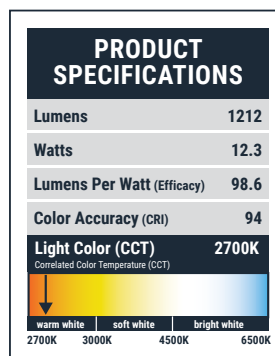 PRODUCT
SPECIFICATIONS
Lumens 1212
Watts 12.3
Lumens Per Watt (Efficacy) 98.6
Color Accuracy (CRI) 94
Light Color (CCT) 2700K
Correlated Color Temperature (CCT)
warm white soft white bright white
2700K 3000K 4500K 6500K